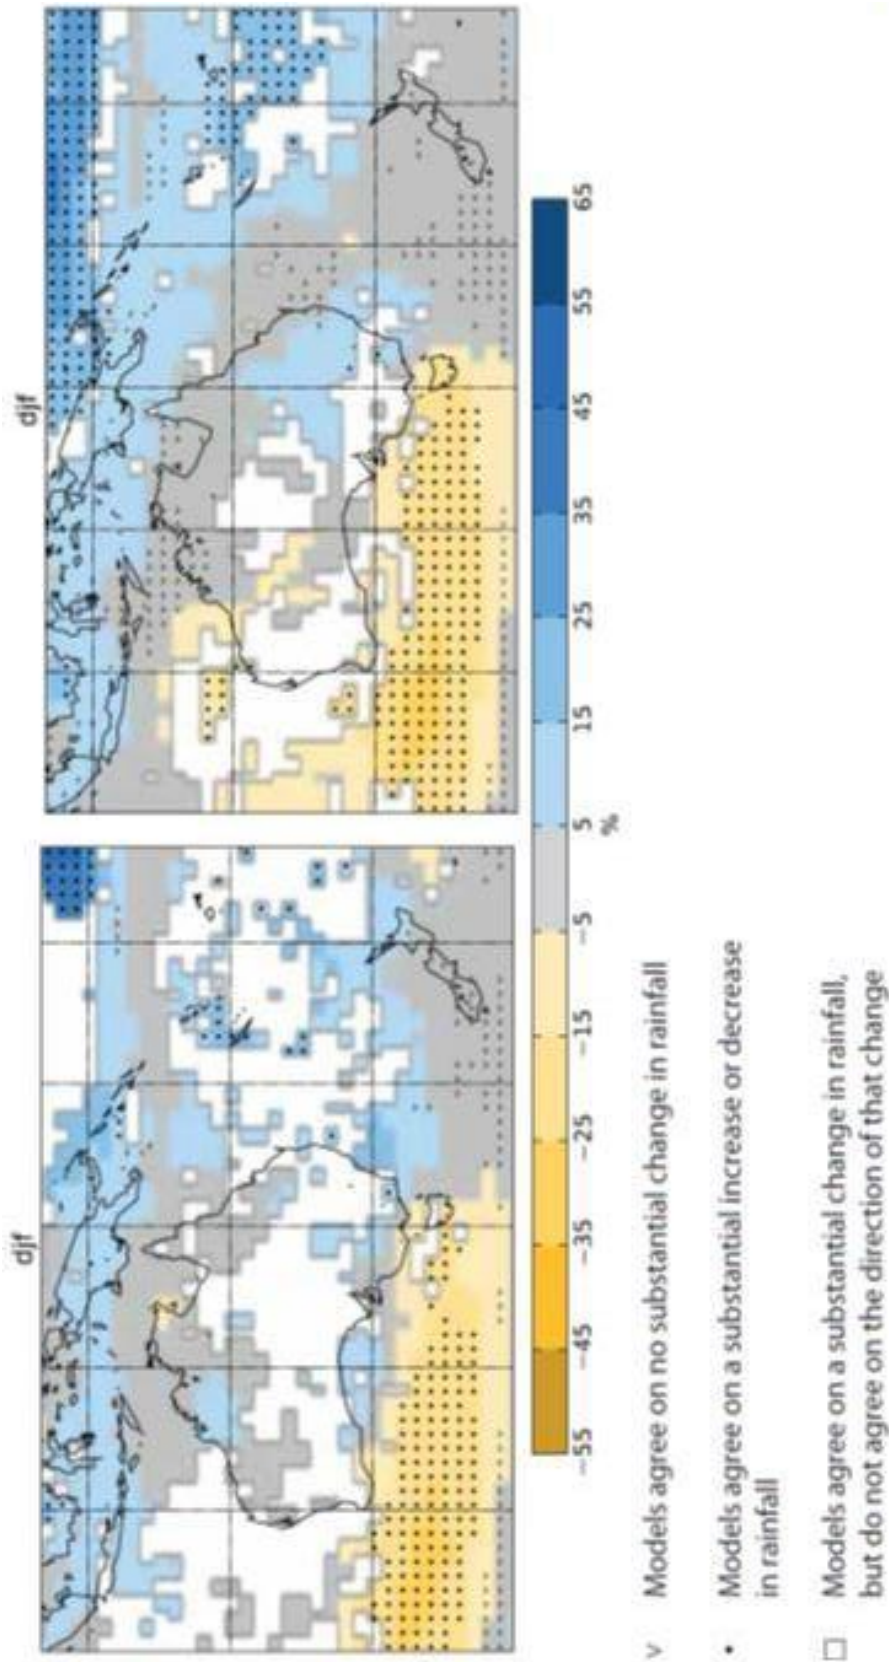 djf
djf
−55 −45 −35 −25 −15 −5 5 15 25 35 45 55 65
%
v Models agree on no substantial change in rainfall
• Models agree on a substantial increase or decrease
in rainfall
□ Models agree on a substantial change in rainfall,
but do not agree on the direction of that change